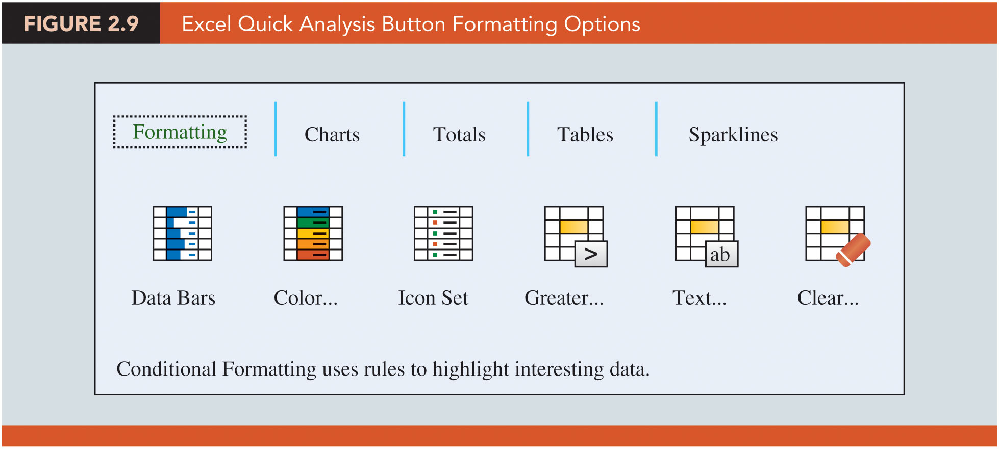 FIGURE 2.9 Excel Quick Analysis Button Formatting Options
Formatting Charts Totals Tables Sparklines
>
ab
Data Bars Color... Icon Set Greater... Text... Clear...
Conditional Formatting uses rules to highlight interesting data.